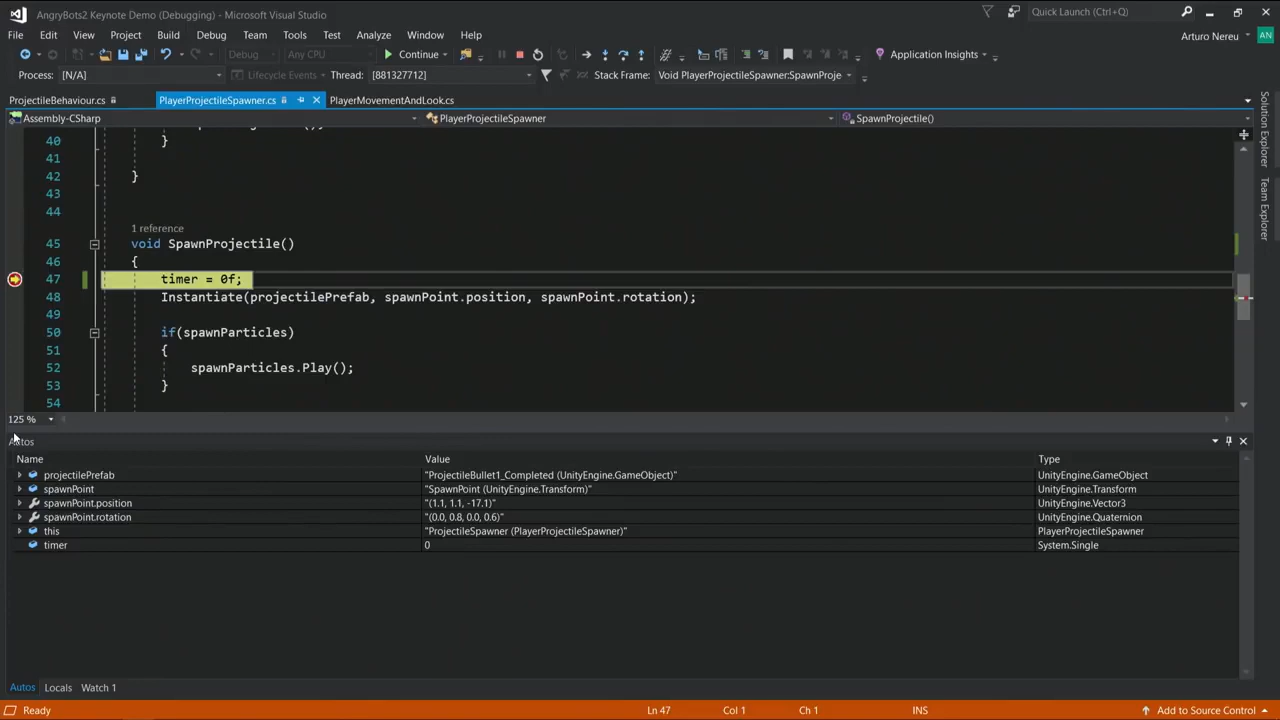 AngryBots2 Keynote Demo (Debugging) - Microsoft Visual Studio
Quick Launch (Ctrl+Q)
File Edit View Project Build Debug Team Tools Test Analyze Window Help
Arturo Nereu AN
Debug Any CPU Continue Application Insights
Process: [N/A] Lifecycle Events Thread: [881327712] Stack Frame: Void PlayerProjectileSpawner:SpawnProje
ProjectileBehaviour.cs PlayerProjectileSpawner.cs PlayerMovementAndLook.cs
Assembly-CSharp PlayerProjectileSpawner SpawnProjectile()
40 }
41
42 }
43
44
1 reference
45 void SpawnProjectile()
46 {
47 timer = 0f;
48 Instantiate(projectilePrefab, spawnPoint.position, spawnPoint.rotation);
49
50 if(spawnParticles)
51 {
52 spawnParticles.Play();
53 }
54
125 %
Autos
Name Value Type
projectilePrefab "ProjectileBullet1_Completed (UnityEngine.GameObject)" UnityEngine.GameObject
spawnPoint "SpawnPoint (UnityEngine.Transform)" UnityEngine.Transform
spawnPoint.position "(1.1, 1.1, -17.1)" UnityEngine.Vector3
spawnPoint.rotation "(0.0, 0.8, 0.0, 0.6)" UnityEngine.Quaternion
this "ProjectileSpawner (PlayerProjectileSpawner)" PlayerProjectileSpawner
timer 0 System.Single
Autos Locals Watch 1
Ready Ln 47 Col 1 Ch 1 INS Add to Source Control
Solution Explorer
Team Explorer